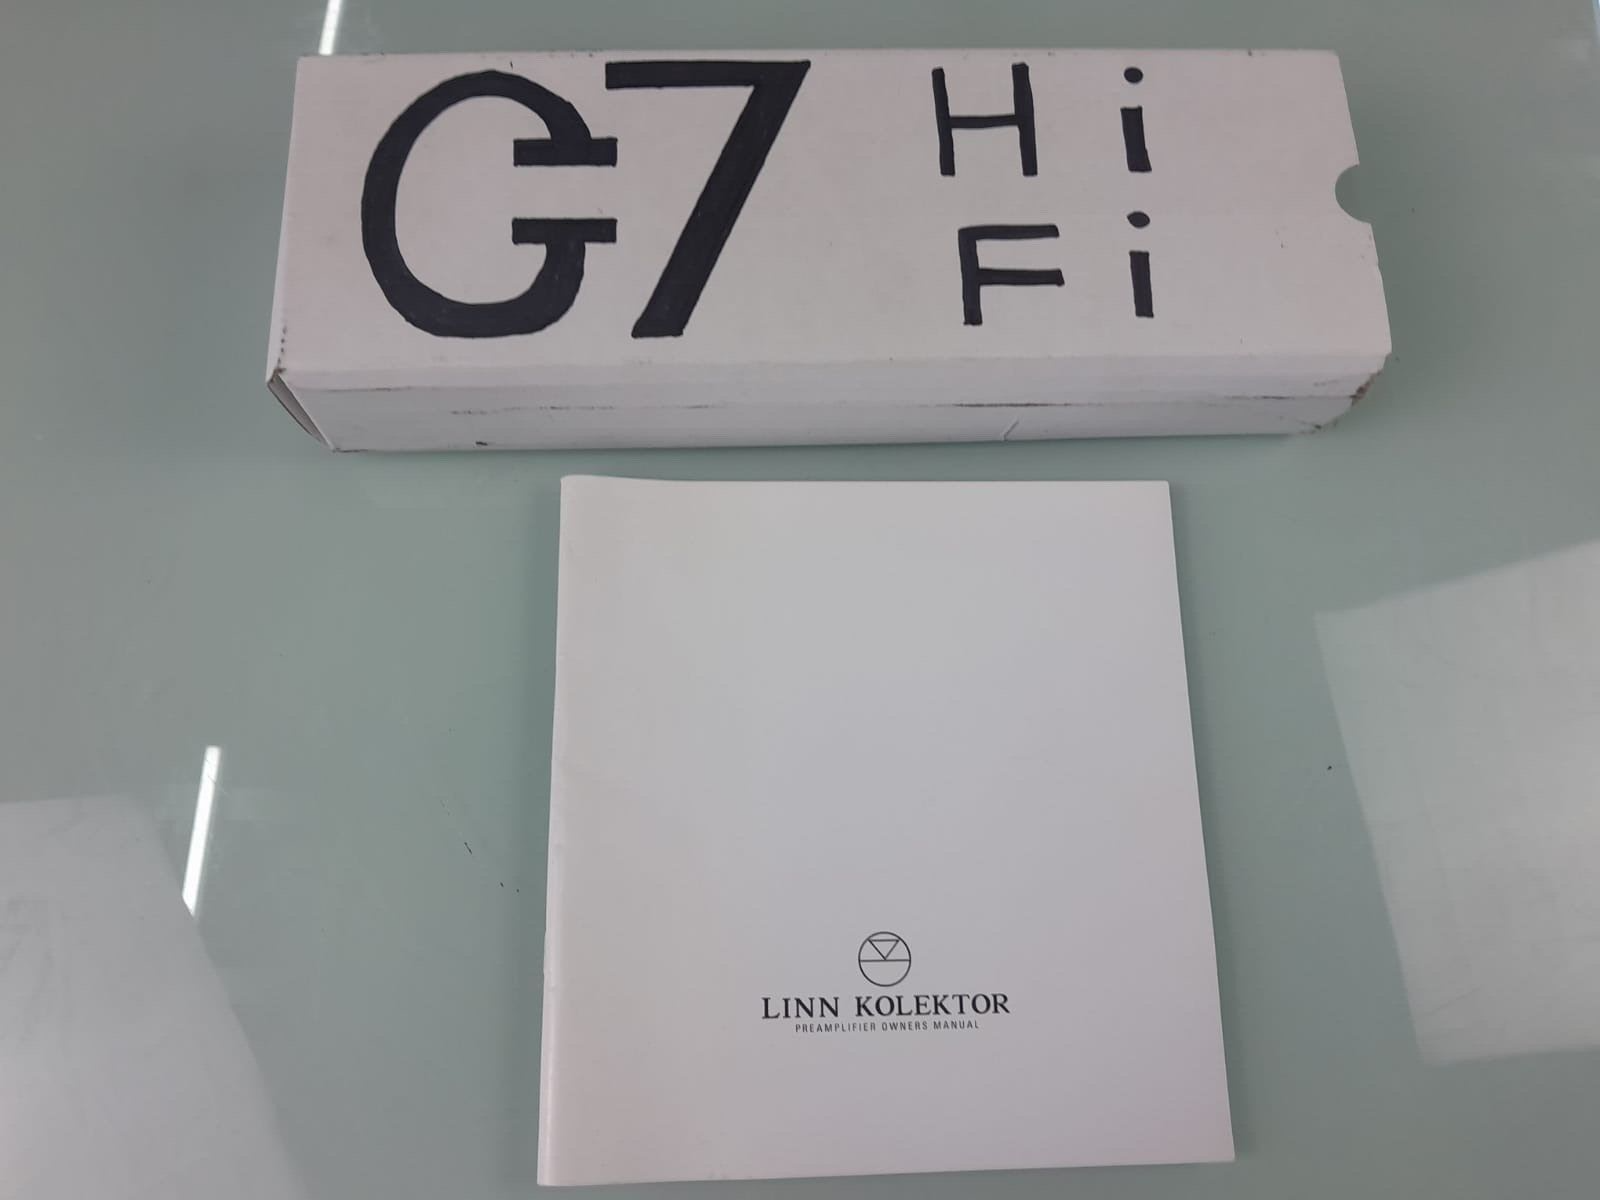 G7 Hi
Fi
LINN KOLEKTOR
PREAMPLIFIER OWNERS MANUAL